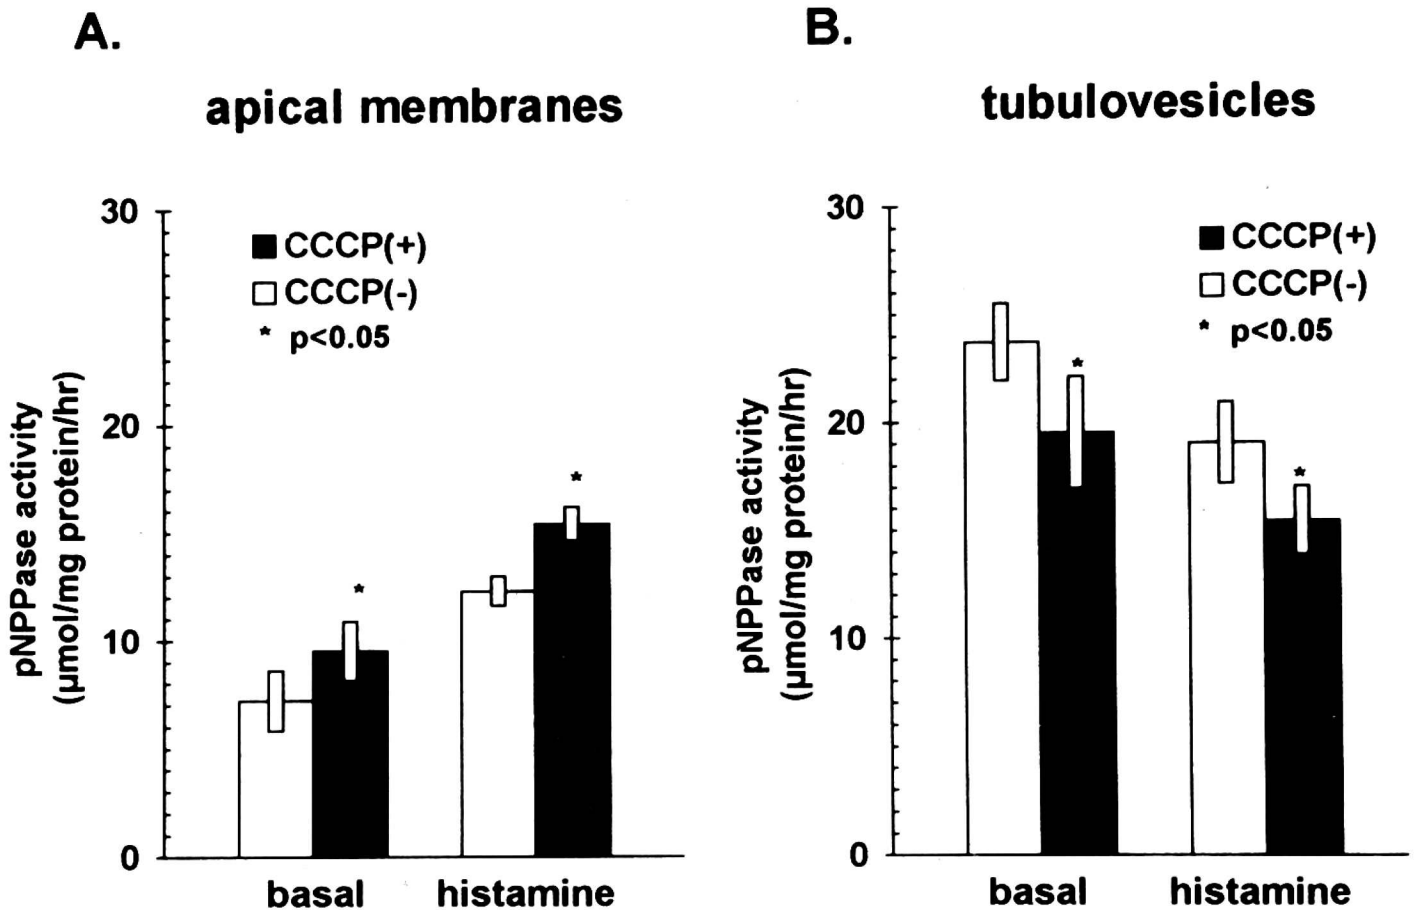 A.
apical membranes
30
20
10
0
pNPPase activity
(μmol/mg protein/hr)
CCCP(+)
CCCP(-)
* p<0.05
*
*
basal histamine
B.
tubulovesicles
30
20
10
0
pNPPase activity
(μmol/mg protein/hr)
CCCP(+)
CCCP(-)
* p<0.05
*
*
basal histamine